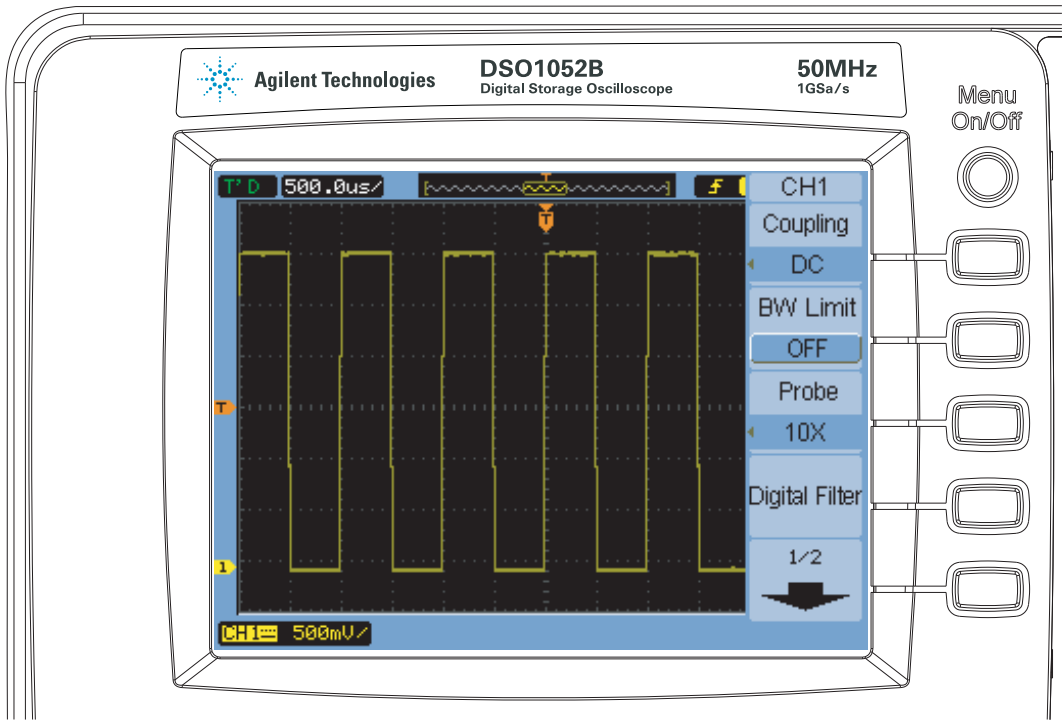 Agilent Technologies
DSO1052B
Digital Storage Oscilloscope
50MHz
1GSa/s
Menu
On/Off
T'D
500.0us/
T
CH1
Coupling
DC
BW Limit
OFF
Probe
10X
Digital Filter
1/2
T
T
1
CH1 500mV/